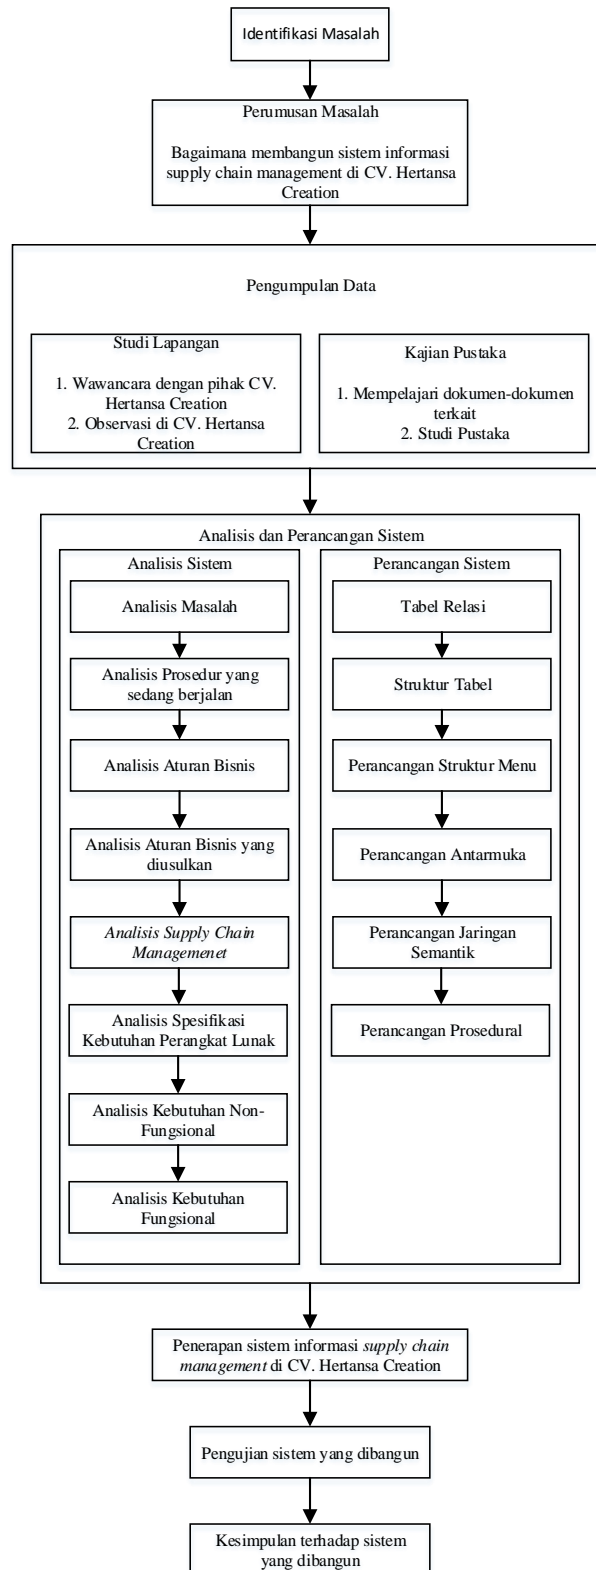 Identifikasi Masalah
Perumusan Masalah
Bagaimana membangun sistem informasi
supply chain management di CV. Hertansa
Creation
Pengumpulan Data
Studi Lapangan
1. Wawancara dengan pihak CV.
Hertansa Creation
2. Observasi di CV. Hertansa
Creation
Kajian Pustaka
1. Mempelajari dokumen-dokumen
terkait
2. Studi Pustaka
Analisis dan Perancangan Sistem
Analisis Sistem
Analisis Masalah
Analisis Prosedur yang
sedang berjalan
Analisis Aturan Bisnis
Analisis Aturan Bisnis yang
diusulkan
Analisis Supply Chain
Managemenet
Analisis Spesifikasi
Kebutuhan Perangkat Lunak
Analisis Kebutuhan Non-
Fungsional
Analisis Kebutuhan
Fungsional
Perancangan Sistem
Tabel Relasi
Struktur Tabel
Perancangan Struktur Menu
Perancangan Antarmuka
Perancangan Jaringan
Semantik
Perancangan Prosedural
Penerapan sistem informasi supply chain
management di CV. Hertansa Creation
Pengujian sistem yang dibangun
Kesimpulan terhadap sistem
yang dibangun